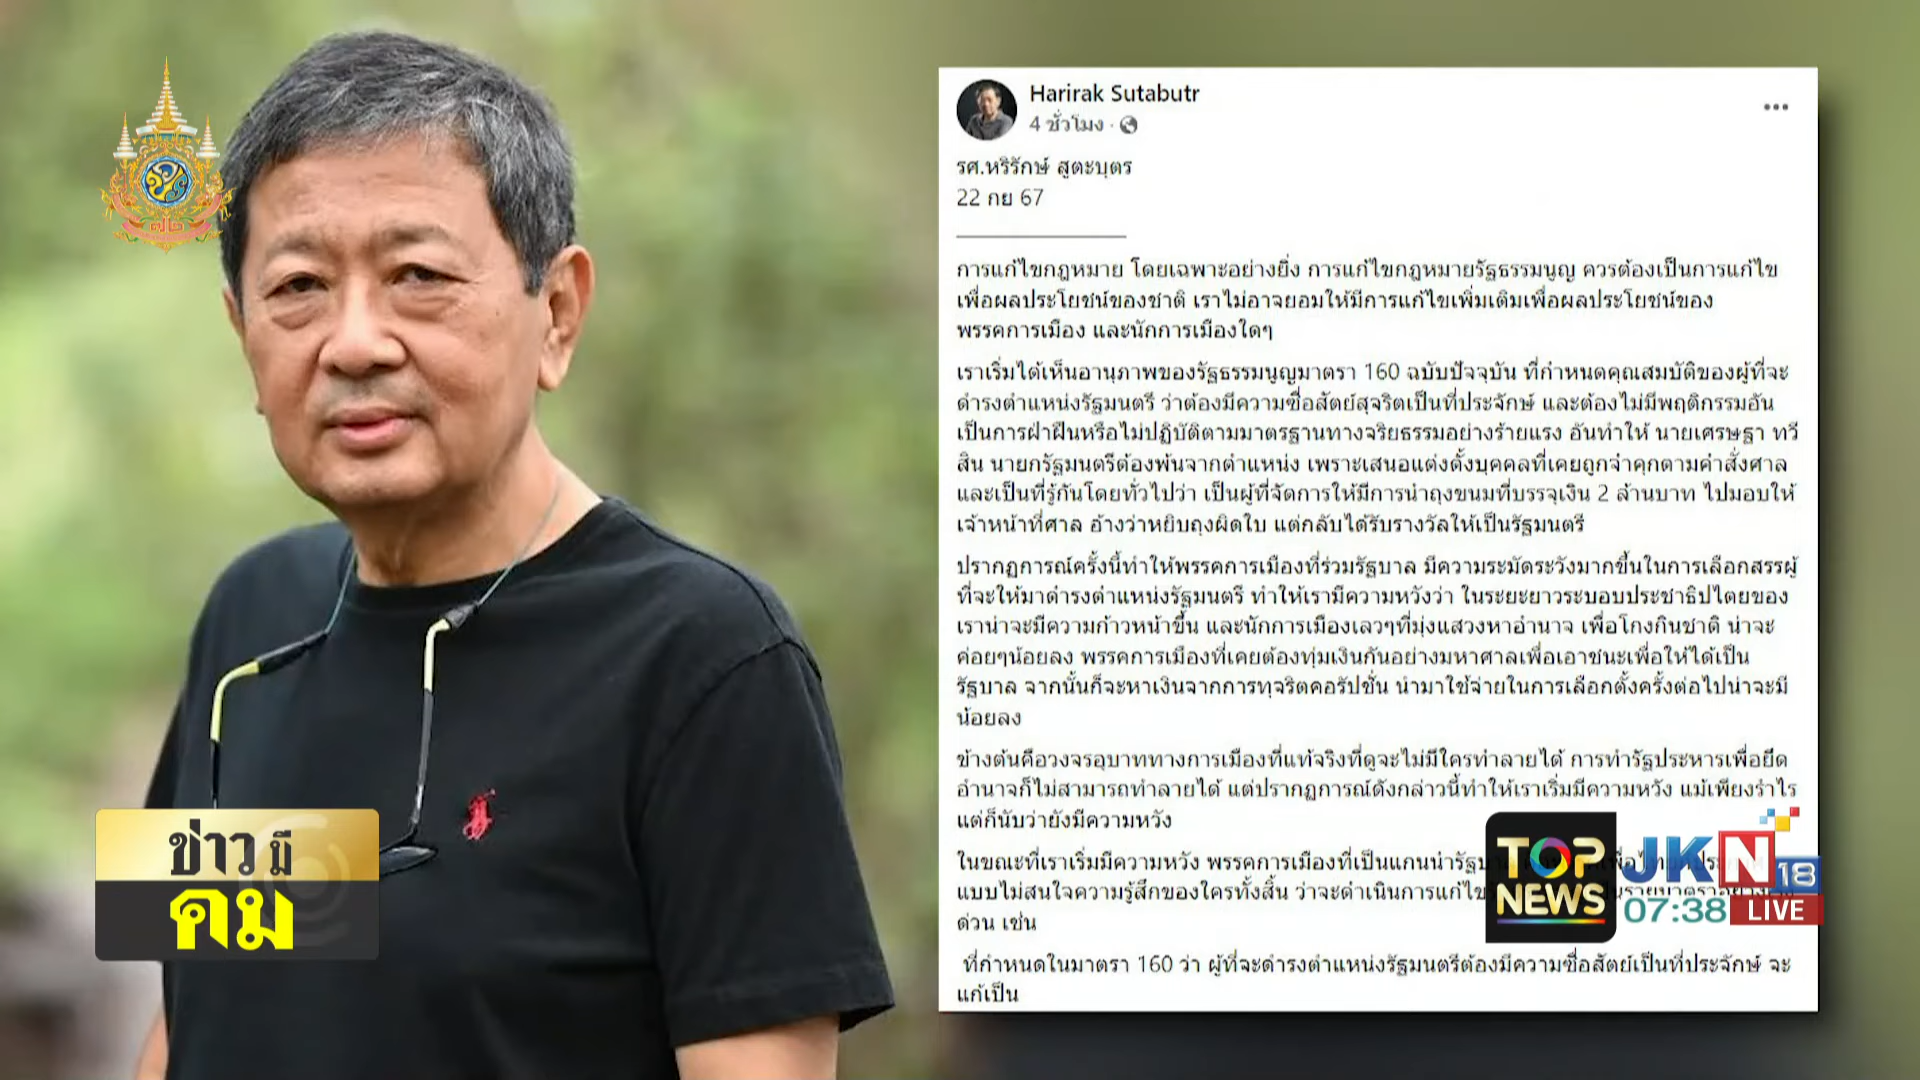 Harirak Sutabutr
4 ชั่วโมง ·
รศ.หริรักษ์ สูตะบุตร
22 กย 67
การแก้ไขกฎหมาย โดยเฉพาะอย่างยิ่ง การแก้ไขกฎหมายรัฐธรรมนูญ ควรต้องเป็นการแก้ไข
เพื่อผลประโยชน์ของชาติ เราไม่อาจยอมให้มีการแก้ไขเพิ่มเติมเพื่อผลประโยชน์ของ
พรรคการเมือง และนักการเมืองใดๆ
เราเริ่มได้เห็นอานุภาพของรัฐธรรมนูญมาตรา 160 ฉบับปัจจุบัน ที่กำหนดคุณสมบัติของผู้ที่จะ
ดำรงตำแหน่งรัฐมนตรี ว่าต้องมีความซื่อสัตย์สุจริตเป็นที่ประจักษ์ และต้องไม่มีพฤติกรรมอัน
เป็นการฝ่าฝืนหรือไม่ปฏิบัติตามมาตรฐานทางจริยธรรมอย่างร้ายแรง อันทำให้ นายเศรษฐา ทวี
สิน นายกรัฐมนตรีต้องพ้นจากตำแหน่ง เพราะเสนอแต่งตั้งบุคคลที่เคยถูกจำคุกตามคำสั่งศาล
และเป็นที่รู้กันโดยทั่วไปว่า เป็นผู้ที่จัดการให้มีการนำถุงขนมที่บรรจุเงิน 2 ล้านบาท ไปมอบให้
เจ้าหน้าที่ศาล อ้างว่าหยิบถุงผิดใบ แต่กลับได้รับรางวัลให้เป็นรัฐมนตรี
ปรากฏการณ์ครั้งนี้ทำให้พรรคการเมืองที่ร่วมรัฐบาล มีความระมัดระวังมากขึ้นในการเลือกสรรผู้
ที่จะให้มาดำรงตำแหน่งรัฐมนตรี ทำให้เรามีความหวังว่า ในระยะยาวระบอบประชาธิปไตยของ
เราน่าจะมีความก้าวหน้าขึ้น และนักการเมืองเลวๆที่มุ่งแสวงหาอำนาจ เพื่อโกงกินชาติ น่าจะ
ค่อยๆน้อยลง พรรคการเมืองที่เคยต้องทุ่มเงินกันอย่างมหาศาลเพื่อเอาชนะเพื่อให้ได้เป็น
รัฐบาล จากนั้นก็จะหาเงินจากการทุจริตคอรัปชั่น นำมาใช้จ่ายในการเลือกตั้งครั้งต่อไปน่าจะมี
น้อยลง
ข้างต้นคือวงจรอุบาททางการเมืองที่แท้จริงที่ดูจะไม่มีใครทำลายได้ การทำรัฐประหารเพื่อยึด
อำนาจก็ไม่สามารถทำลายได้ แต่ปรากฏการณ์ดังกล่าวนี้ทำให้เราเริ่มมีความหวัง แม้เพียงรำไร
แต่ก็นับว่ายังมีความหวัง
ในขณะที่เราเริ่มมีความหวัง พรรคการเมืองที่เป็นแกนนำ
แบบไม่สนใจความรู้สึกของใครทั้งสิ้น ว่าจะดำเนินการแก้ไข
ด่วน เช่น
ที่กำหนดในมาตรา 160 ว่า ผู้ที่จะดำรงตำแหน่งรัฐมนตรีต้องมีความซื่อสัตย์เป็นที่ประจักษ์ จะ
แก้เป็น
ข่าวมี
คม
TOP
NEWS
JKN
18
07:38
LIVE